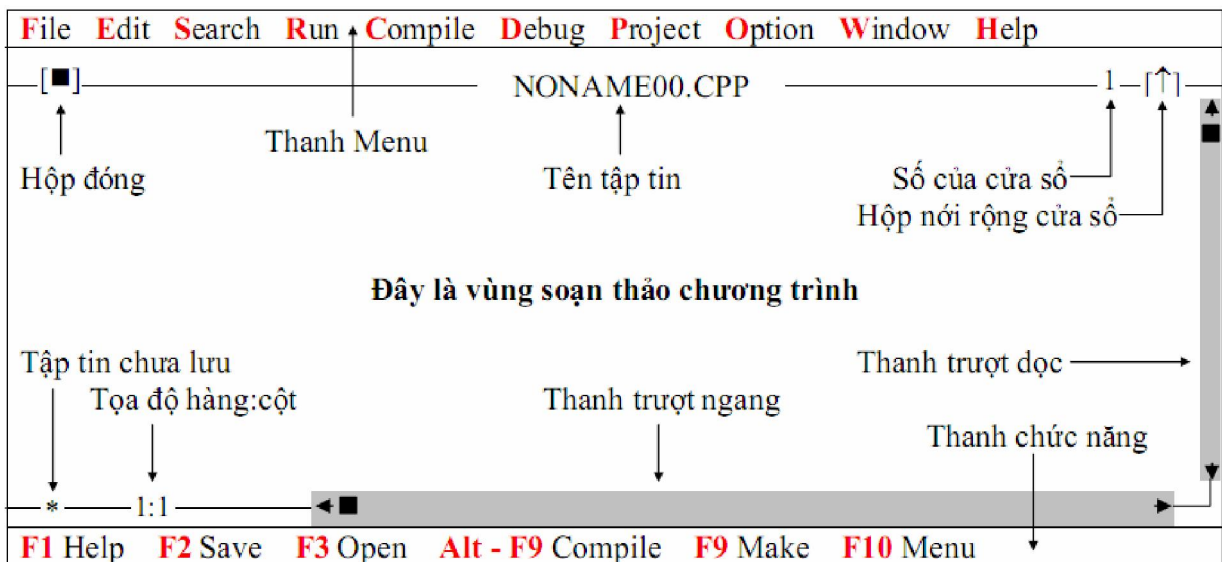 File Edit Search Run Compile Debug Project Option Window Help
[■] NONAME00.CPP 1 [↑]
Thanh Menu
Hộp đóng Tên tập tin Số của cửa sổ
Hộp nới rộng cửa sổ
Đây là vùng soạn thảo chương trình
Tập tin chưa lưu Thanh trượt dọc
Tọa độ hàng:cột Thanh trượt ngang
Thanh chức năng
* 1:1
F1 Help F2 Save F3 Open Alt - F9 Compile F9 Make F10 Menu